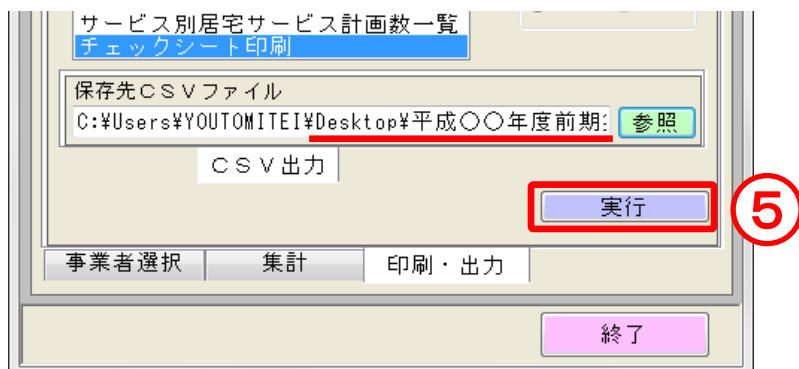 サービス別居宅サービス計画数一覧
チェックシート印刷
保存先ＣＳＶファイル
C:¥Users¥YOUTOMITEI¥Desktop¥平成○○年度前期 参照
ＣＳＶ出力
実行 ⑤
事業者選択 集計 印刷・出力
終了